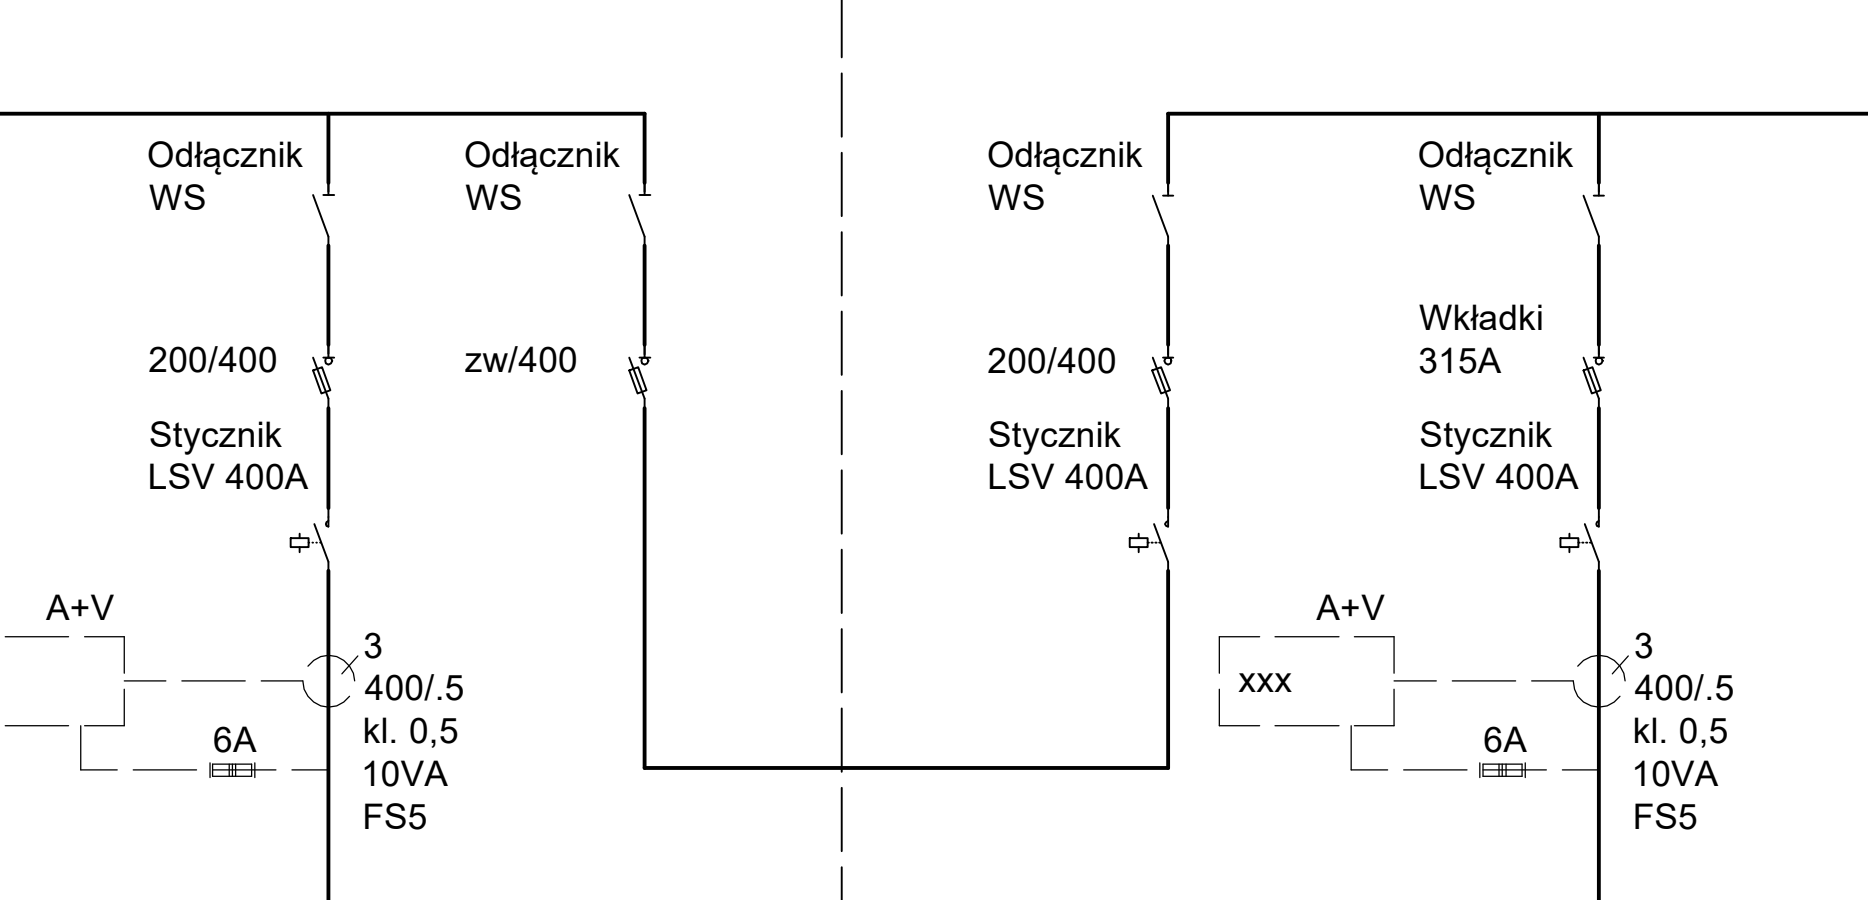 Odłącznik
WS
200/400
Stycznik
LSV 400A
A+V
3
400/.5
kl. 0,5
10VA
FS5
6A
Odłącznik
WS
zw/400
Odłącznik
WS
200/400
Stycznik
LSV 400A
Odłącznik
WS
Wkładki
315A
Stycznik
LSV 400A
A+V
xxx
3
400/.5
kl. 0,5
10VA
FS5
6A